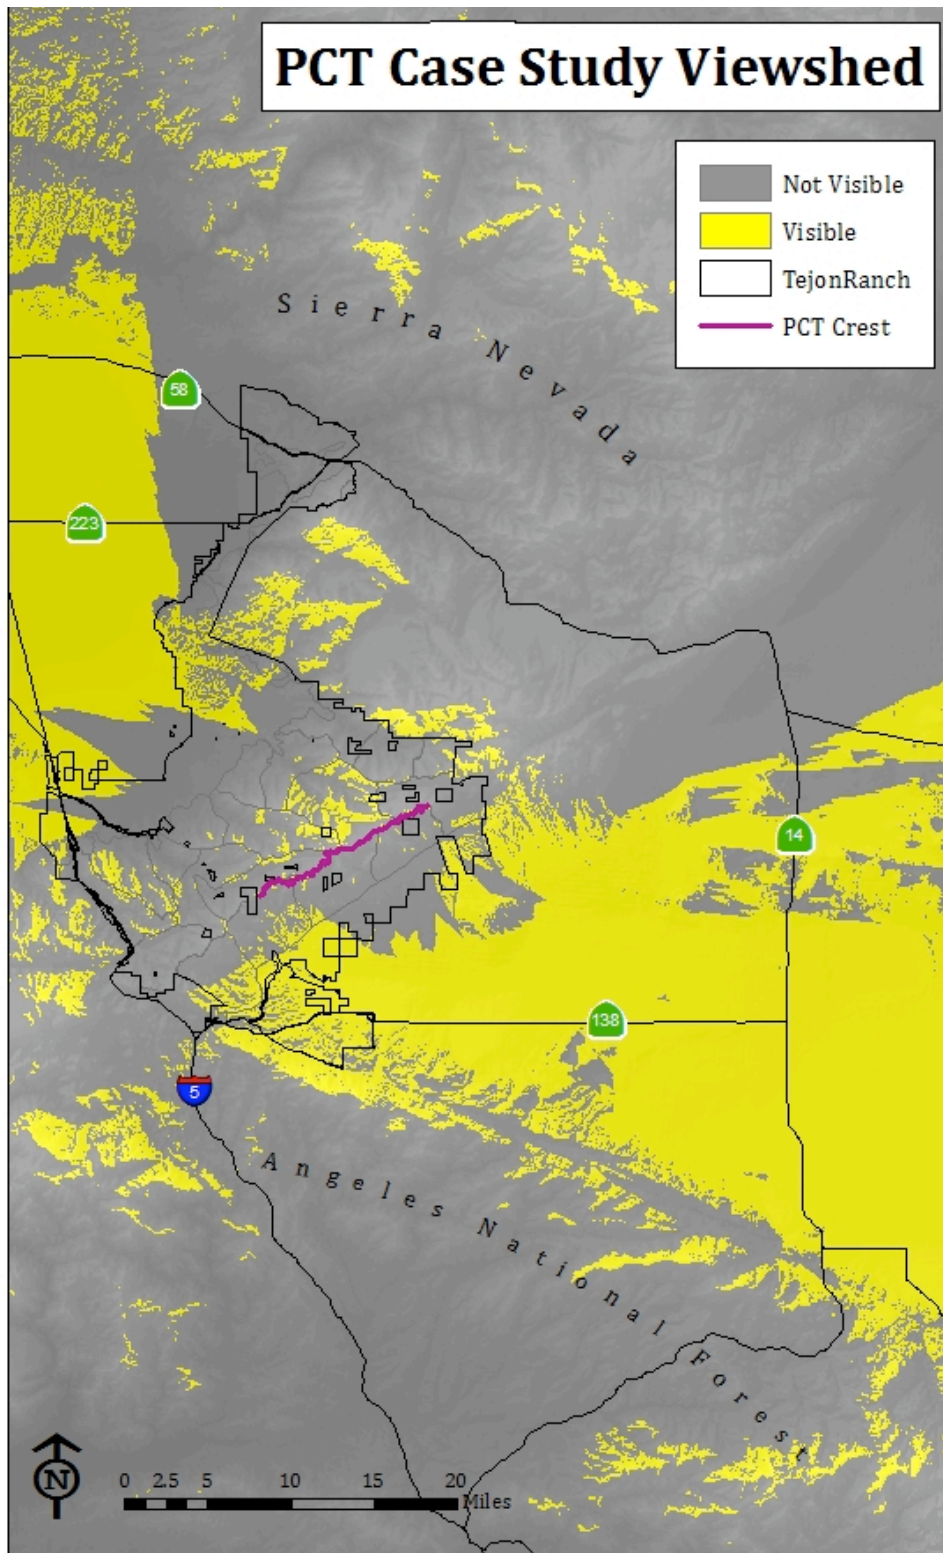 PCT Case Study Viewshed
Not Visible
Visible
TejonRanch
PCT Crest
Sierra Nevada
58
223
14
138
5
Angeles National Forest
N
0 2.5 5 10 15 20
Miles